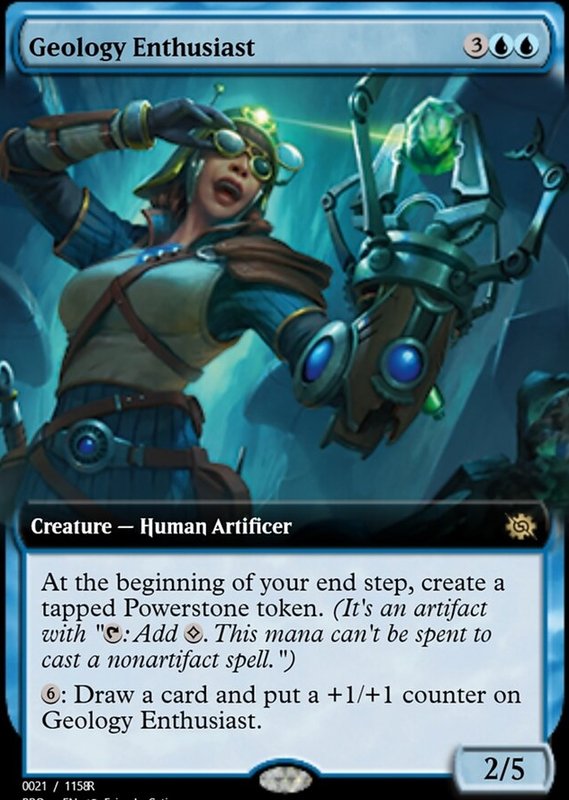 Geology Enthusiast 3
Creature — Human Artificer
At the beginning of your end step, create a
tapped Powerstone token. (It's an artifact
with ": Add . This mana can't be spent to
cast a nonartifact spell.")
6: Draw a card and put a +1/+1 counter on
Geology Enthusiast.
2/5
0021 / 1158R